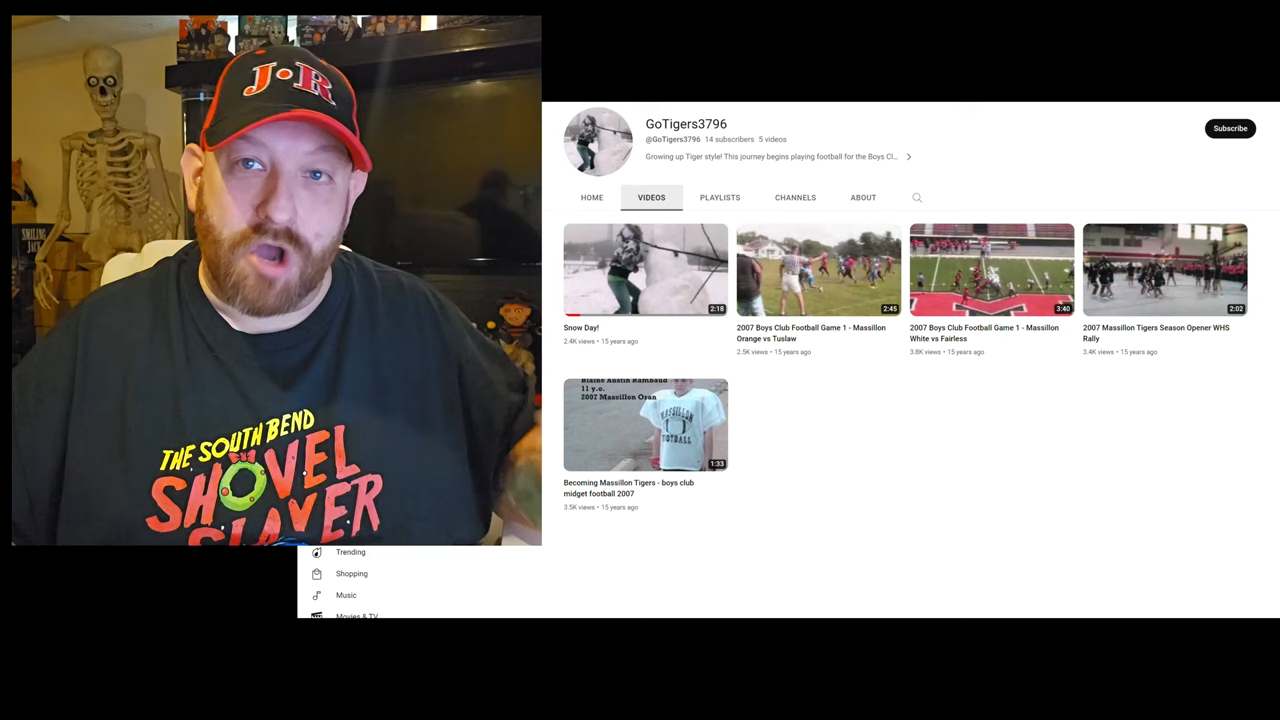 J·R
SMILING
JACK
THE SOUTH BEND
SHOVEL
SLAYER
GoTigers3796
@GoTigers3796 14 subscribers 5 videos
Growing up Tiger style! This journey begins playing football for the Boys Cl...
Subscribe
HOME VIDEOS PLAYLISTS CHANNELS ABOUT
2:18 2:45 3:40 2:02
Snow Day!
2.4K views • 15 years ago
2007 Boys Club Football Game 1 - Massillon
Orange vs Tuslaw
2.5K views • 15 years ago
2007 Boys Club Football Game 1 - Massillon
White vs Fairless
3.8K views • 15 years ago
2007 Massillon Tigers Season Opener WHS
Rally
3.4K views • 15 years ago
Blaine Austin Rambaud
11 y.o.
2007 Massillon Oran
MASSILLON
FOOTBALL
1:33
Becoming Massillon Tigers - boys club
midget football 2007
3.5K views • 15 years ago
Trending
Shopping
Music
Movies & TV